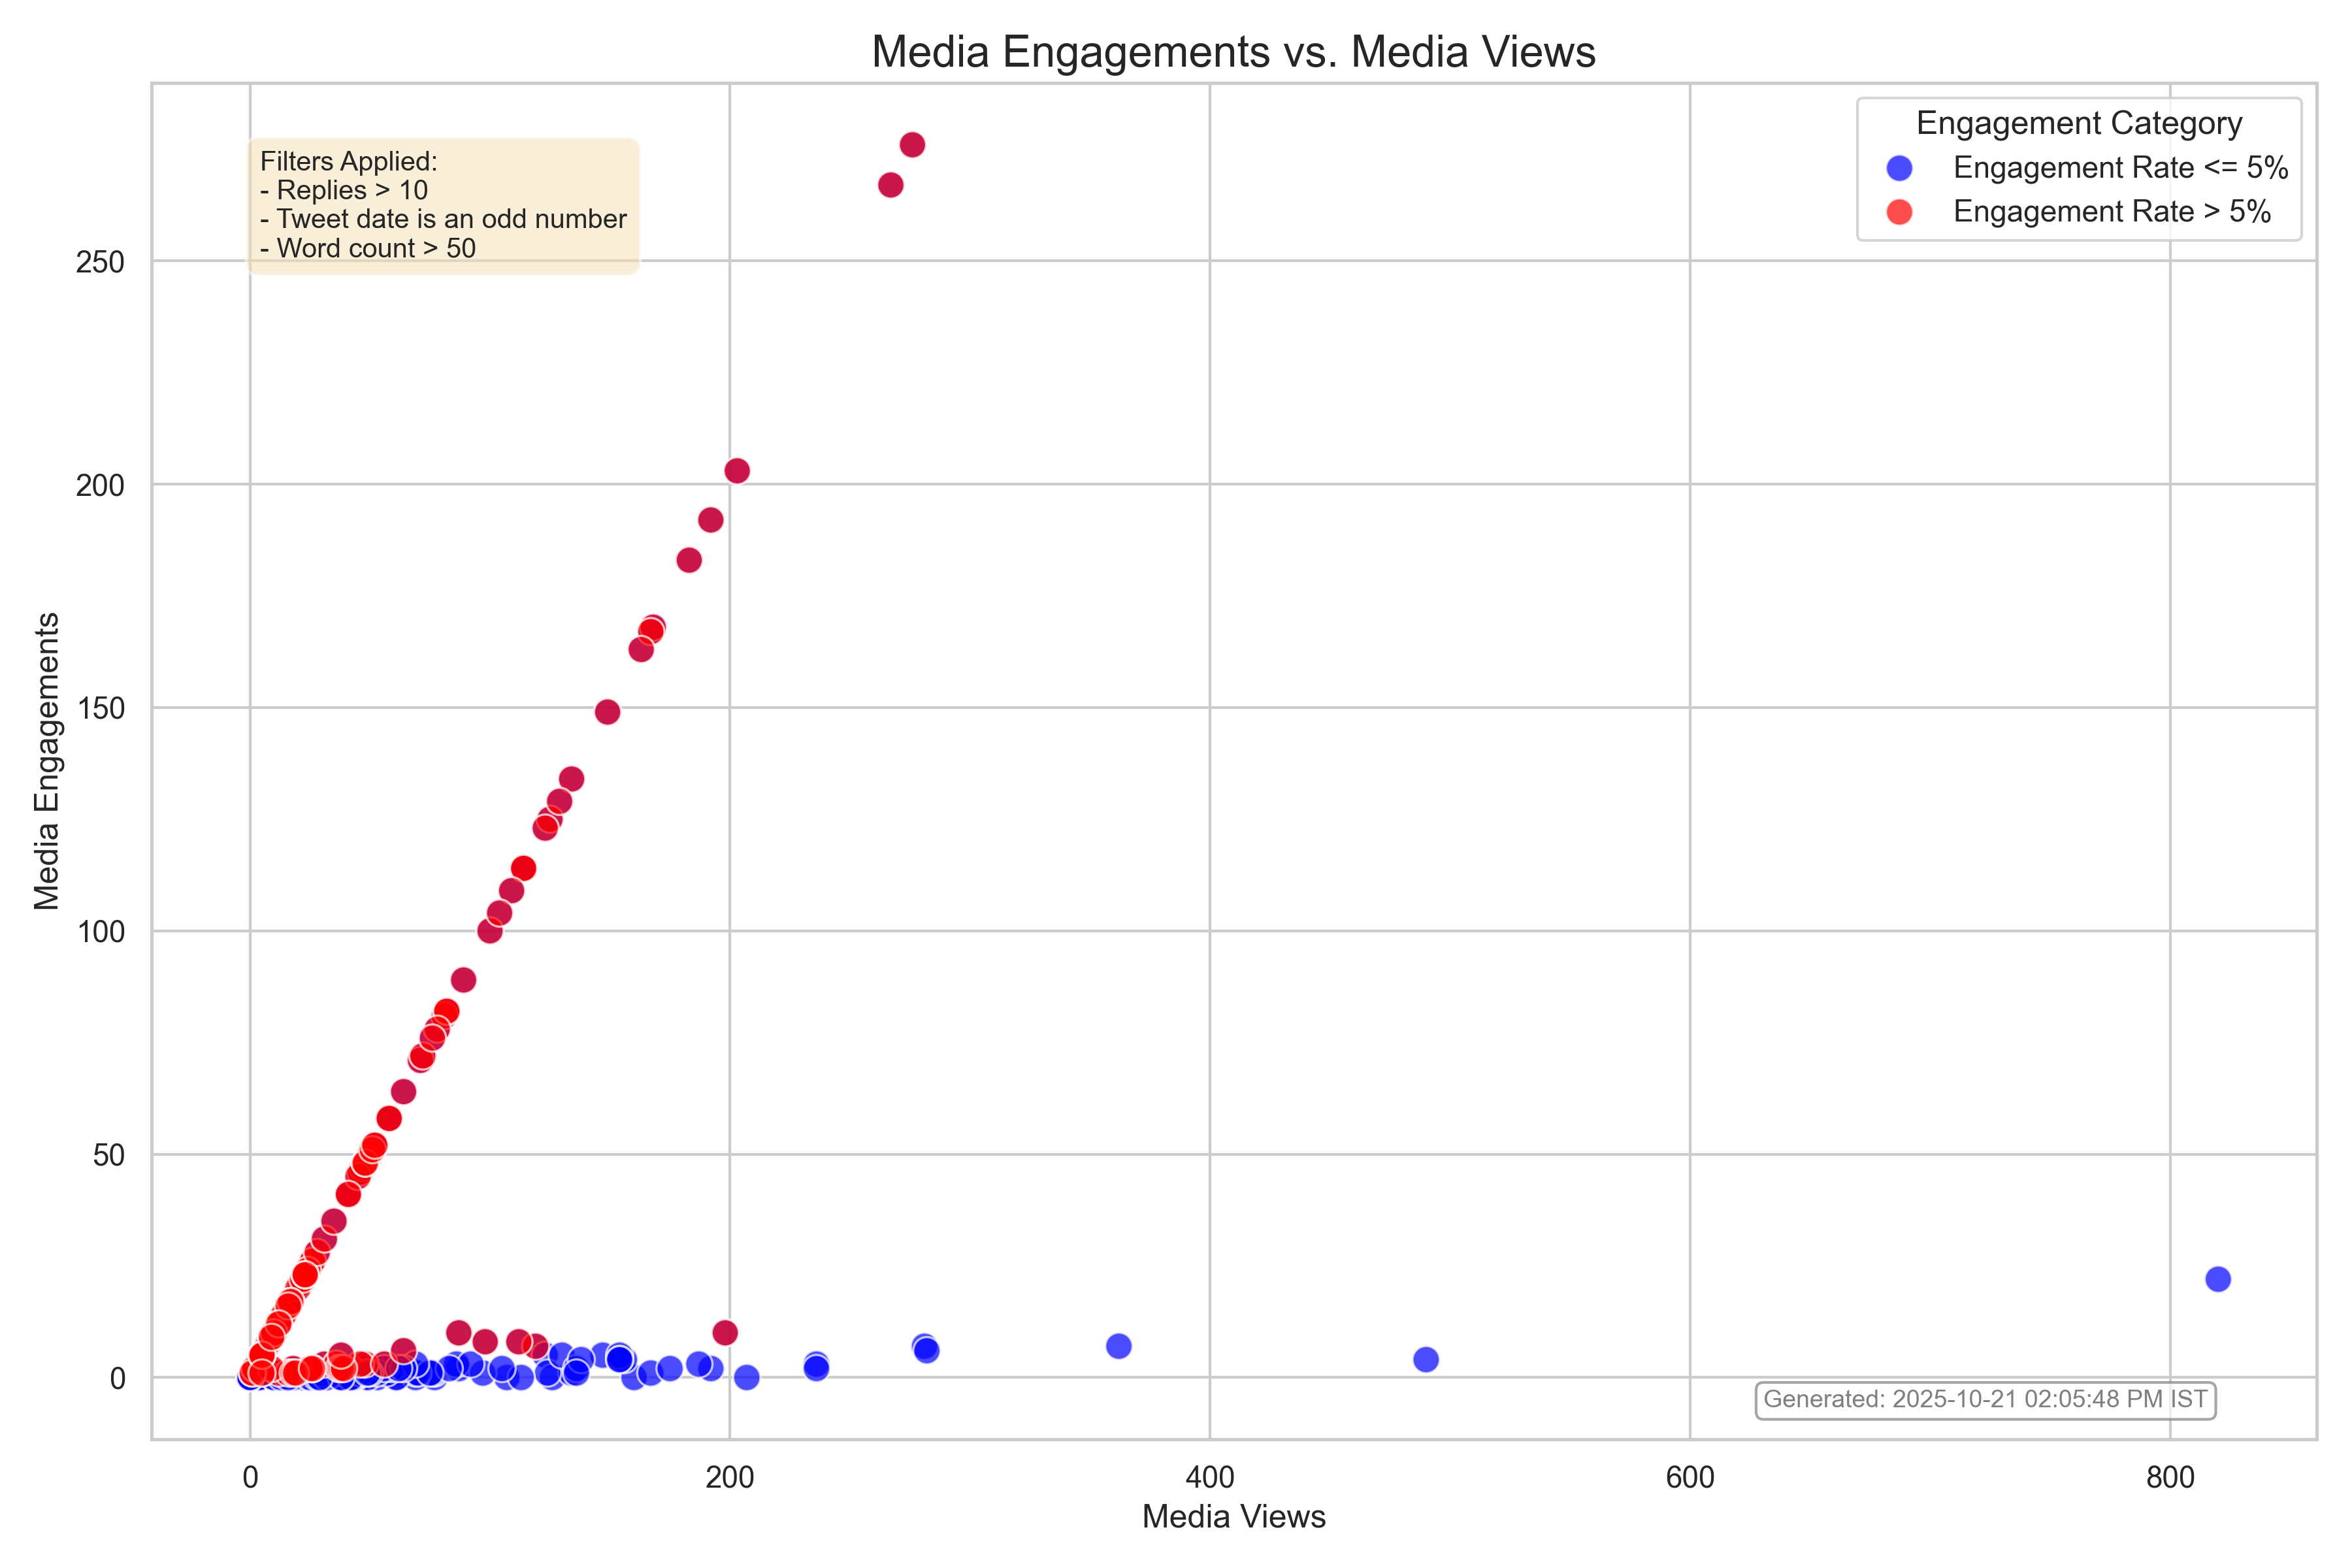 Media Engagements vs. Media Views
Filters Applied:
- Replies > 10
- Tweet date is an odd number
- Word count > 50
Engagement Category
Engagement Rate <= 5%
Engagement Rate > 5%
Media Engagements
250
200
150
100
50
0
Generated: 2025-10-21 02:05:48 PM IST
0 200 400 600 800
Media Views